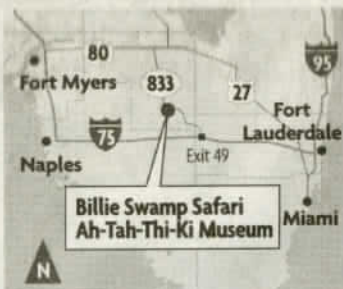 80
95
Fort Myers
833
27
Fort
Lauderdale
75
Exit 49
Naples
Billie Swamp Safari
Ah-Tah-Thi-Ki Museum
Miami
N